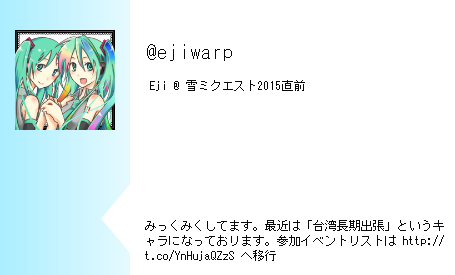 @ejiwarp
Eji @ 雪ミクエスト2015直前
みっくみくしてます。最近は「台湾長期出張」というキ
ャラになっております。参加イベントリストは http://
t.co/YnHujaQZzS へ移行